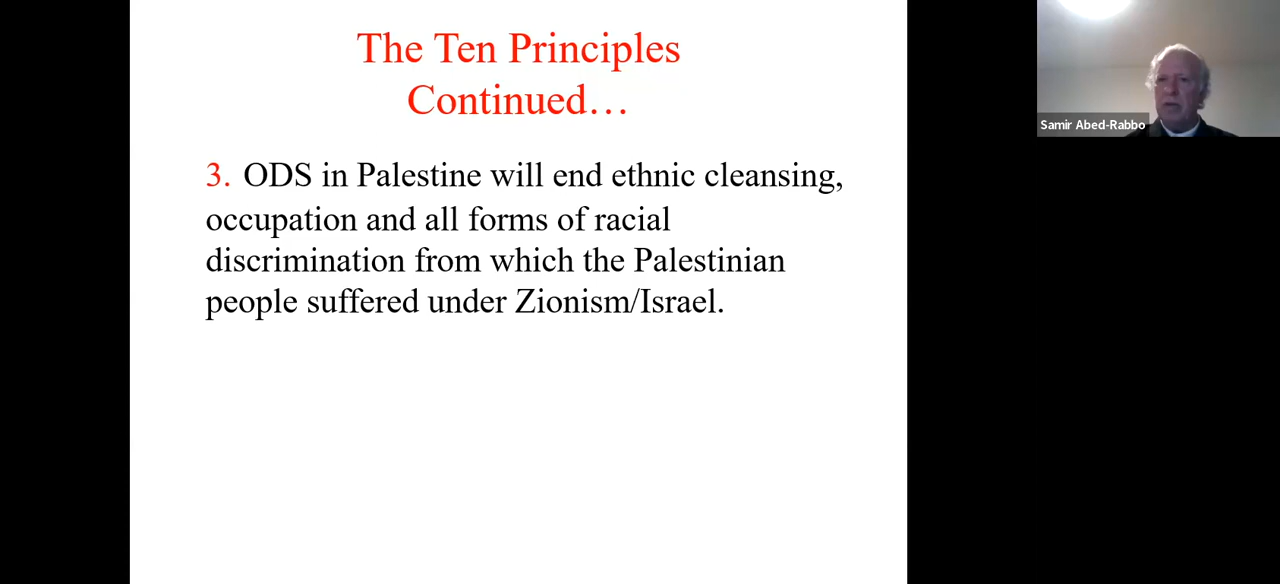 The Ten Principles
Continued…
3. ODS in Palestine will end ethnic cleansing,
occupation and all forms of racial
discrimination from which the Palestinian
people suffered under Zionism/Israel.
Samir Abed-Rabbo